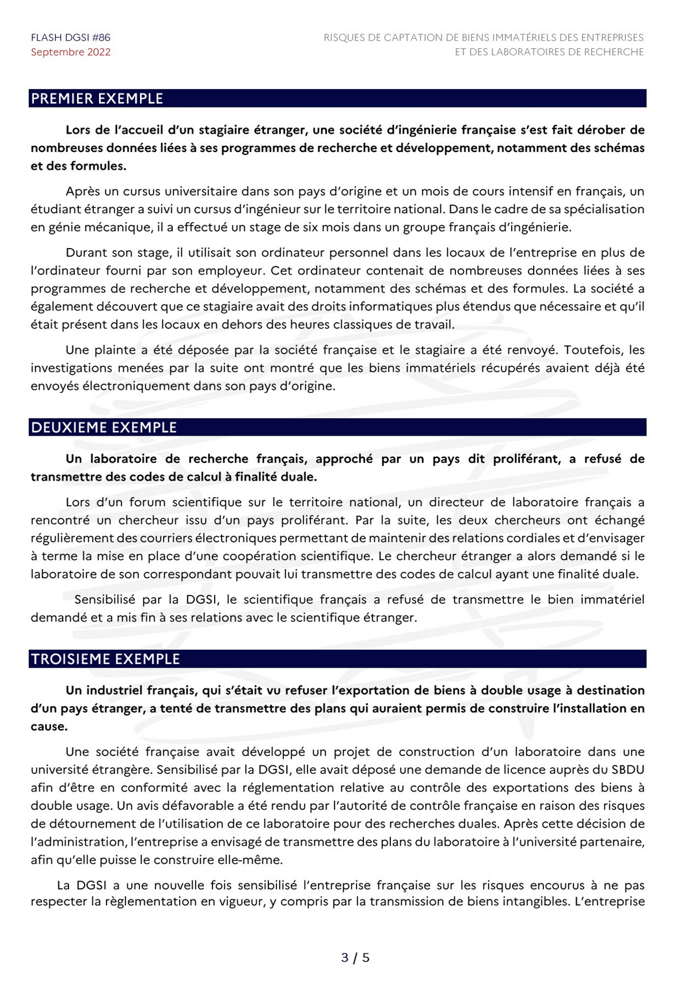 FLASH DGSI #86
Septembre 2022
RISQUES DE CAPTATION DE BIENS IMMATÉRIELS DES ENTREPRISES
ET DES LABORATOIRES DE RECHERCHE
PREMIER EXEMPLE
Lors de l’accueil d’un stagiaire étranger, une société d’ingénierie française s’est fait dérober de
nombreuses données liées à ses programmes de recherche et développement, notamment des schémas
et des formules.
Après un cursus universitaire dans son pays d’origine et un mois de cours intensif en français, un
étudiant étranger a suivi un cursus d’ingénieur sur le territoire national. Dans le cadre de sa spécialisation
en génie mécanique, il a effectué un stage de six mois dans un groupe français d’ingénierie.
Durant son stage, il utilisait son ordinateur personnel dans les locaux de l’entreprise en plus de
l’ordinateur fourni par son employeur. Cet ordinateur contenait de nombreuses données liées à ses
programmes de recherche et développement, notamment des schémas et des formules. La société a
également découvert que ce stagiaire avait des droits informatiques plus étendus que nécessaire et qu’il
était présent dans les locaux en dehors des heures classiques de travail.
Une plainte a été déposée par la société française et le stagiaire a été renvoyé. Toutefois, les
investigations menées par la suite ont montré que les biens immatériels récupérés avaient déjà été
envoyés électroniquement dans son pays d’origine.
DEUXIEME EXEMPLE
Un laboratoire de recherche français, approché par un pays dit proliférant, a refusé de
transmettre des codes de calcul à finalité duale.
Lors d’un forum scientifique sur le territoire national, un directeur de laboratoire français a
rencontré un chercheur issu d’un pays proliférant. Par la suite, les deux chercheurs ont échangé
régulièrement des courriers électroniques permettant de maintenir des relations cordiales et d’envisager
à terme la mise en place d’une coopération scientifique. Le chercheur étranger a alors demandé si le
laboratoire de son correspondant pouvait lui transmettre des codes de calcul ayant une finalité duale.
Sensibilisé par la DGSI, le scientifique français a refusé de transmettre le bien immatériel
demandé et a mis fin à ses relations avec le scientifique étranger.
TROISIEME EXEMPLE
Un industriel français, qui s’était vu refuser l’exportation de biens à double usage à destination
d’un pays étranger, a tenté de transmettre des plans qui auraient permis de construire l’installation en
cause.
Une société française avait développé un projet de construction d’un laboratoire dans une
université étrangère. Sensibilisé par la DGSI, elle avait déposé une demande de licence auprès du SBDU
afin d’être en conformité avec la réglementation relative au contrôle des exportations des biens à
double usage. Un avis défavorable a été rendu par l’autorité de contrôle française en raison des risques
de détournement de l’utilisation de ce laboratoire pour des recherches duales. Après cette décision de
l’administration, l’entreprise a envisagé de transmettre des plans du laboratoire à l’université partenaire,
afin qu’elle puisse le construire elle-même.
La DGSI a une nouvelle fois sensibilisé l’entreprise française sur les risques encourus à ne pas
respecter la règlementation en vigueur, y compris par la transmission de biens intangibles. L’entreprise
3 / 5